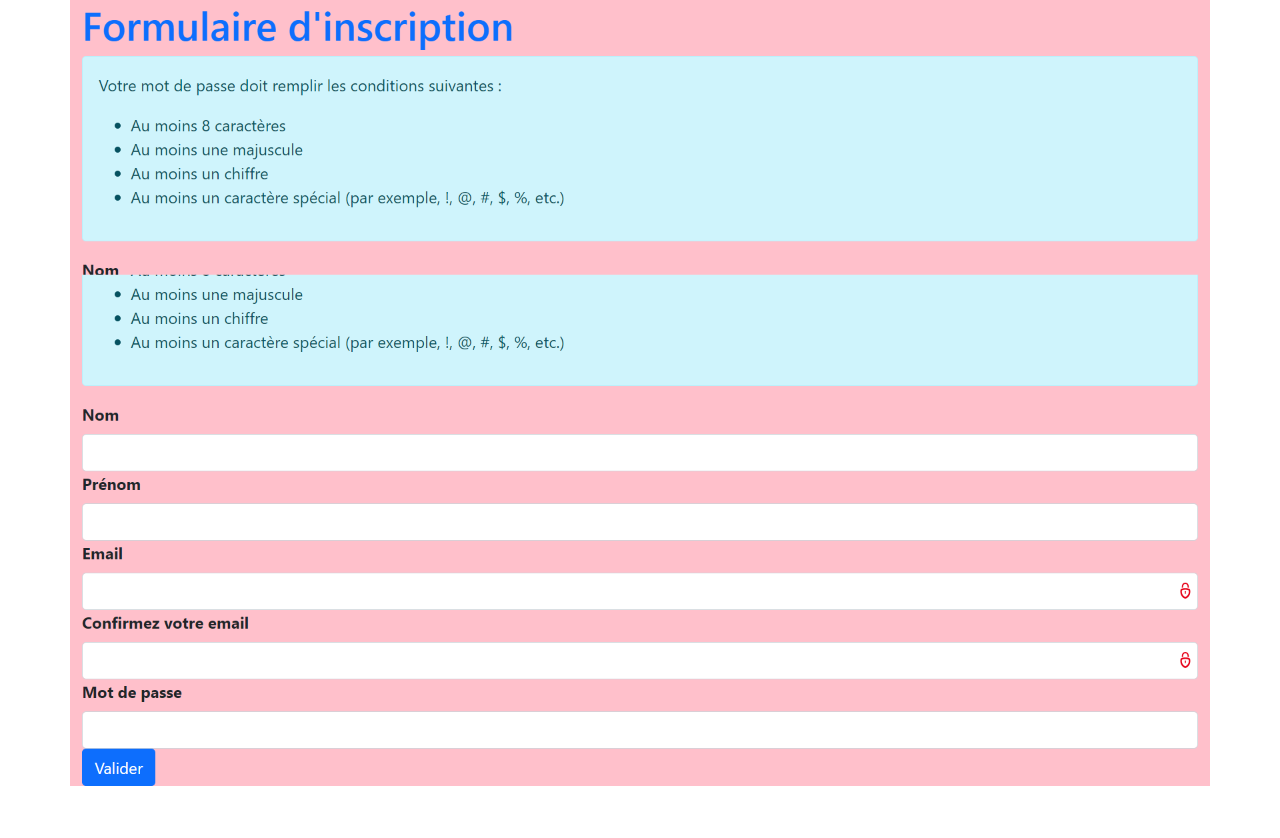 Formulaire d'inscription
Votre mot de passe doit remplir les conditions suivantes :
Au moins 8 caractères
Au moins une majuscule
Au moins un chiffre
Au moins un caractère spécial (par exemple, !, @, #, $, %, etc.)
Nom
Au moins une majuscule
Au moins un chiffre
Au moins un caractère spécial (par exemple, !, @, #, $, %, etc.)
Nom
Prénom
Email
Confirmez votre email
Mot de passe
Valider